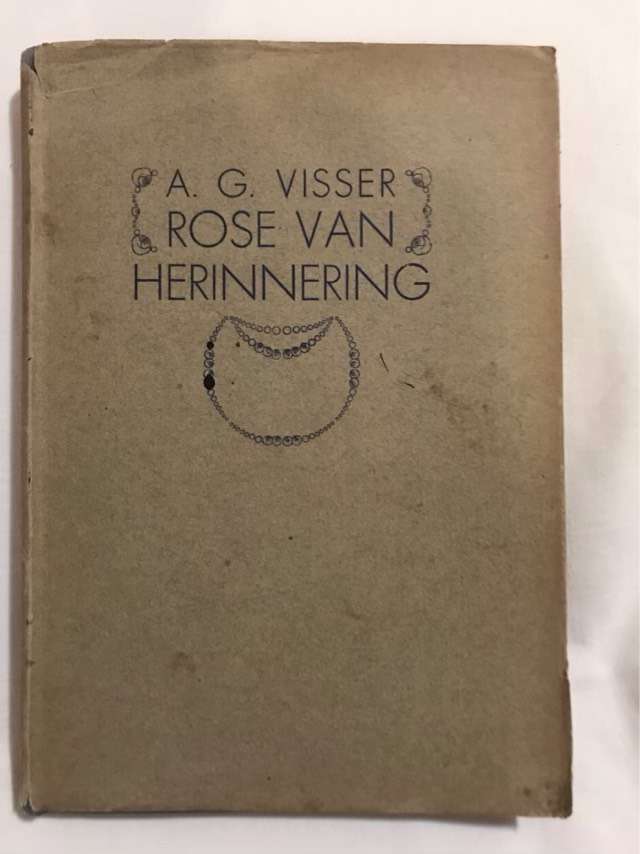 A. G. VISSER
ROSE VAN
HERINNERING